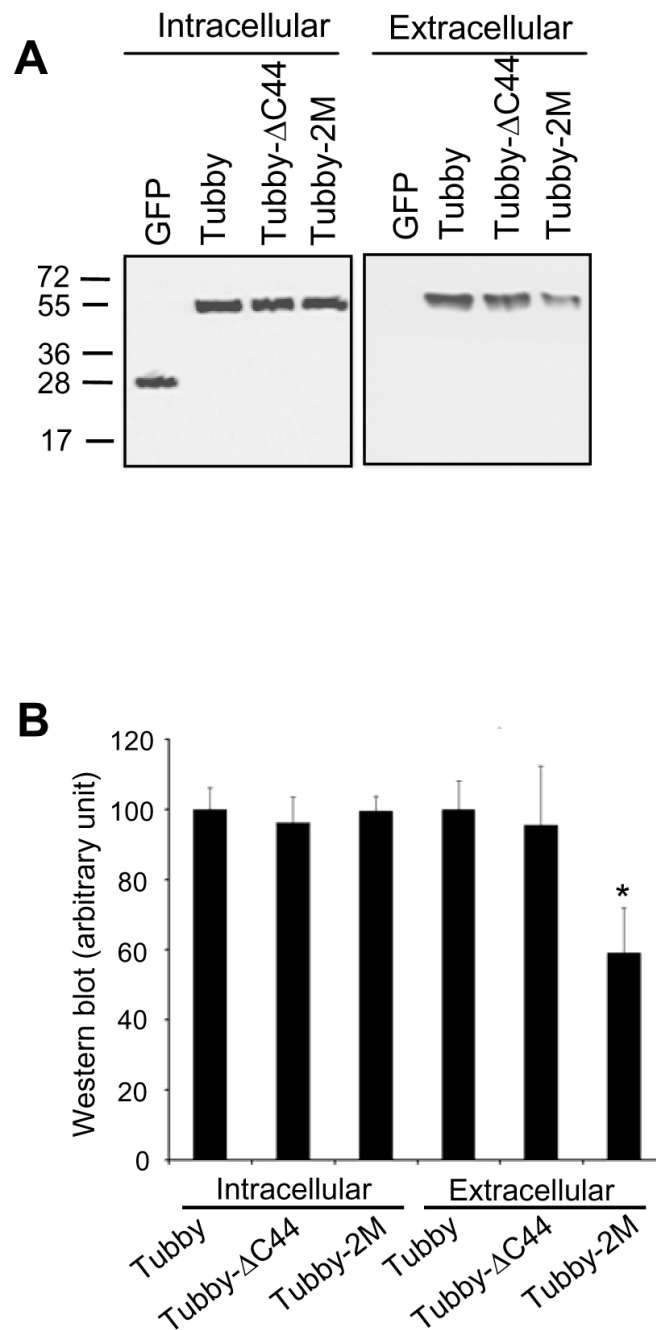 A
Intracellular Extracellular
GFP Tubby Tubby-ΔC44 Tubby-2M GFP Tubby Tubby-ΔC44 Tubby-2M
72
55
36
28
17
B
Western blot (arbitrary unit)
120
100
80
60
40
20
0
*
Intracellular Extracellular
Tubby Tubby-ΔC44 Tubby-2M Tubby Tubby-ΔC44 Tubby-2M